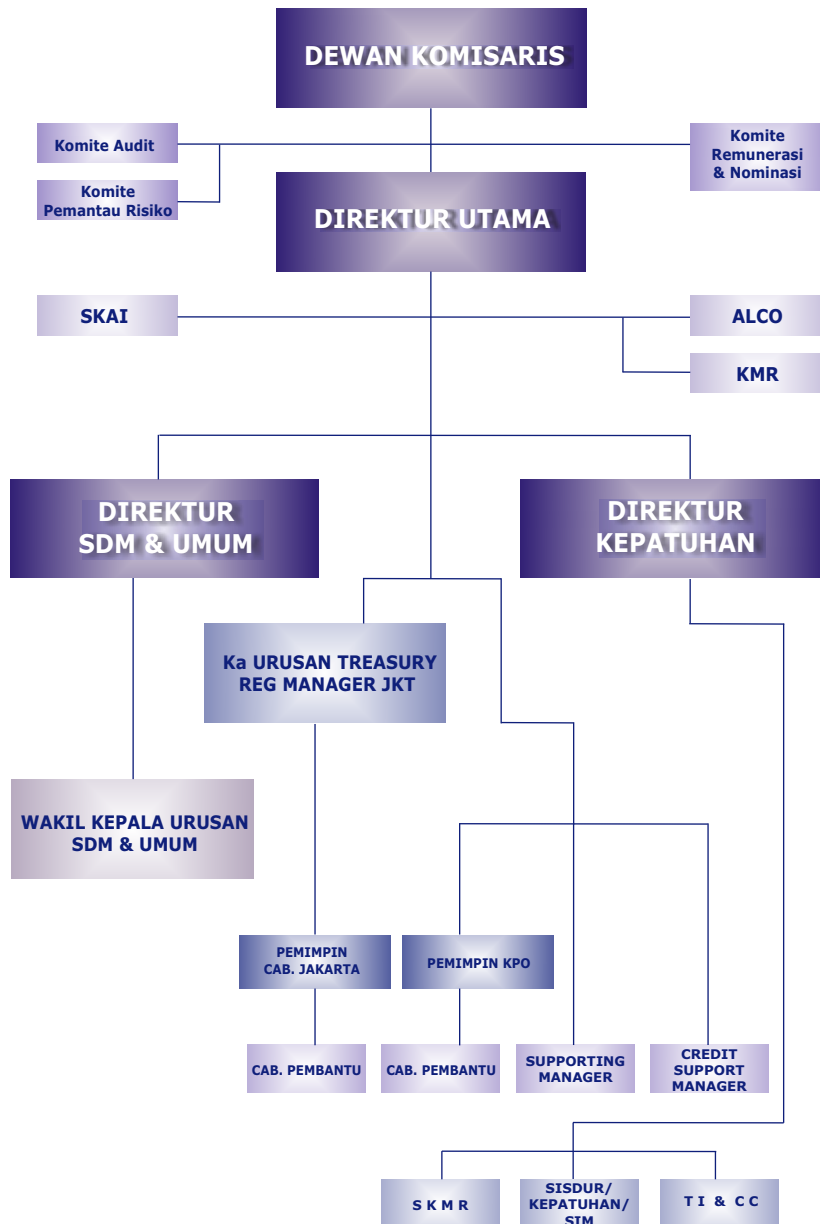 DEWAN KOMISARIS
Komite Audit
Komite
Remunerasi
& Nominasi
Komite
Pemantau Risiko
DIREKTUR UTAMA
SKAI
ALCO
KMR
DIREKTUR
SDM & UMUM
DIREKTUR
KEPATUHAN
Ka URUSAN TREASURY
REG MANAGER JKT
WAKIL KEPALA URUSAN
SDM & UMUM
PEMIMPIN
CAB. JAKARTA
PEMIMPIN KPO
CAB. PEMBANTU
CAB. PEMBANTU
SUPPORTING
MANAGER
CREDIT
SUPPORT
MANAGER
S K M R
SISDUR/
KEPATUHAN/
SIM
T I & C C